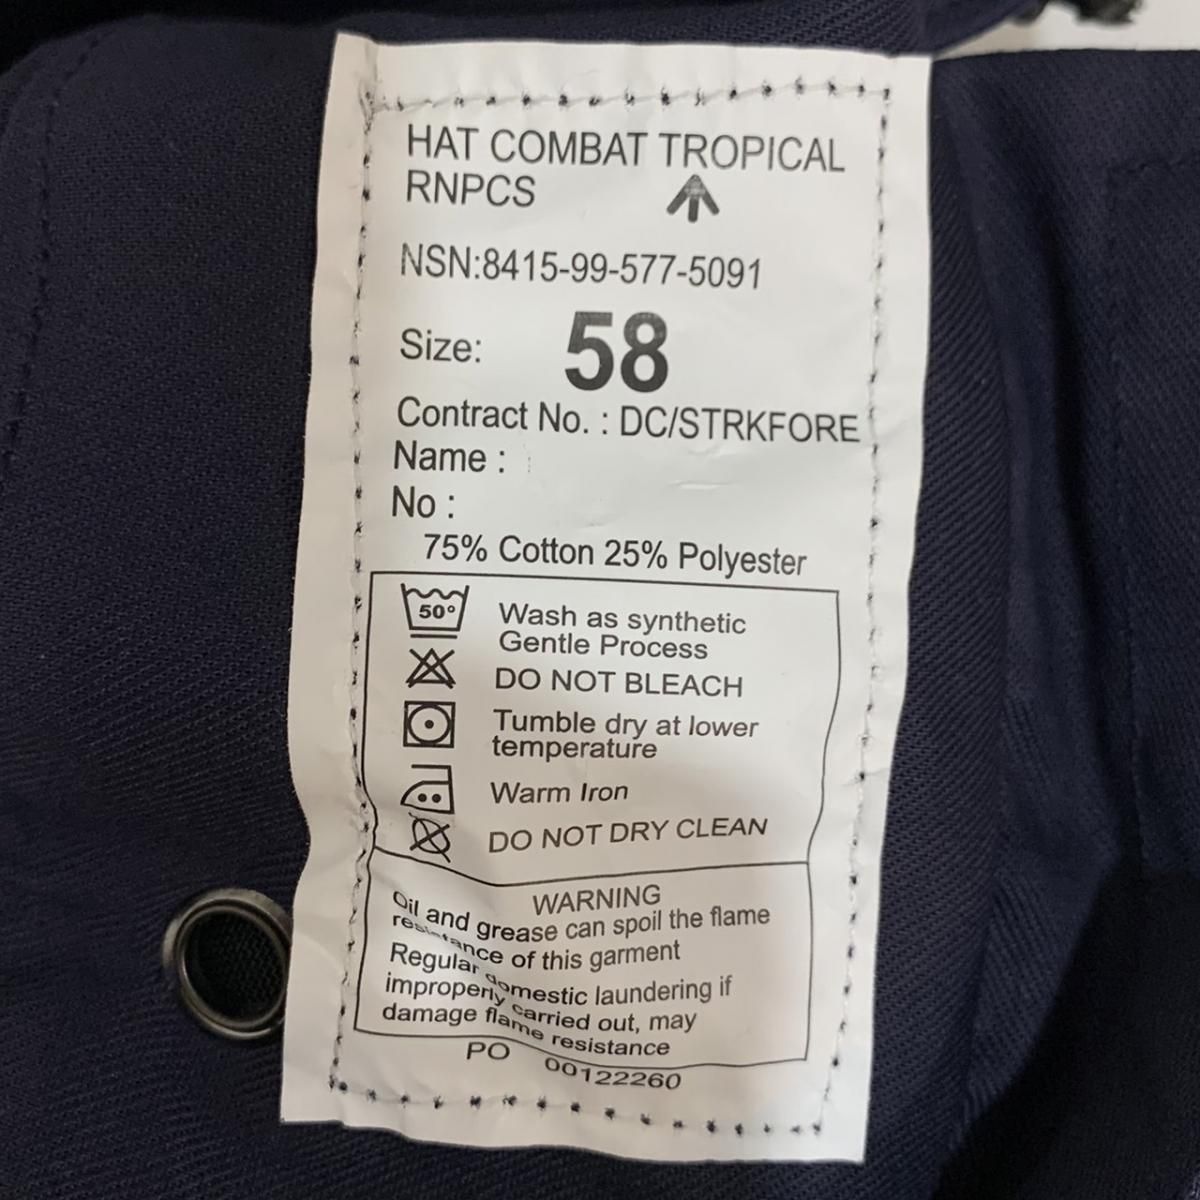 HAT COMBAT TROPICAL
RNPCS
NSN:8415-99-577-5091
Size: 58
Contract No. : DC/STRKFORE
Name :
No :
75% Cotton 25% Polyester
50° Wash as synthetic
Gentle Process
DO NOT BLEACH
Tumble dry at lower
temperature
Warm Iron
DO NOT DRY CLEAN
WARNING
Oil and grease can spoil the flame
resistance of this garment
Regular domestic laundering if
improperly carried out, may
damage flame resistance
PO 00122260